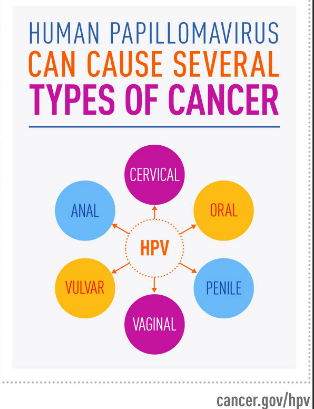 HUMAN PAPILLOMAVIRUS
CAN CAUSE SEVERAL
TYPES OF CANCER
CERVICAL
ANAL
ORAL
HPV
VULVAR
PENILE
VAGINAL
cancer.gov/hpv